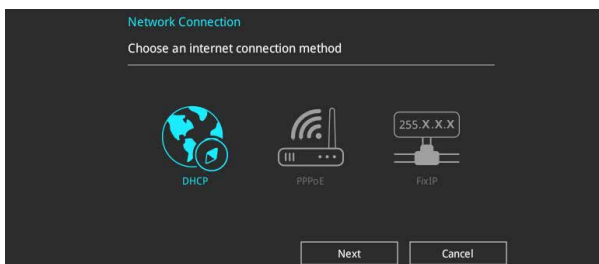 Network Connection
Choose an internet connection method
255.X.X.X
DHCP PPPoE FixIP
Next Cancel